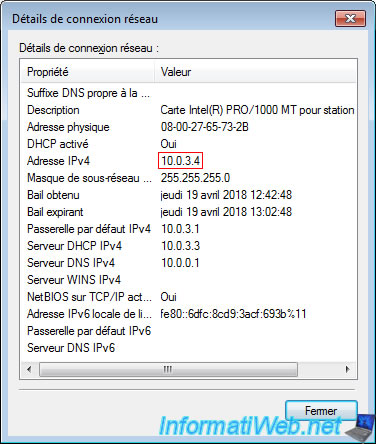 Détails de connexion réseau
Détails de connexion réseau :
Propriété Valeur
Suffixe DNS propre à la ...
Description Carte Intel(R) PRO/1000 MT pour station
Adresse physique 08-00-27-65-73-2B
DHCP activé Oui
Adresse IPv4 10.0.3.4
Masque de sous-réseau ... 255.255.255.0
Bail obtenu jeudi 19 avril 2018 12:42:48
Bail expirant jeudi 19 avril 2018 13:02:48
Passerelle par défaut IPv4 10.0.3.1
Serveur DHCP IPv4 10.0.3.3
Serveur DNS IPv4 10.0.0.1
Serveur WINS IPv4
NetBIOS sur TCP/IP act... Oui
Adresse IPv6 locale de li... fe80::6dfc:8cd9:3acf:693b%11
Passerelle par défaut IPv6
Serveur DNS IPv6
Fermer
InformatiWeb.net